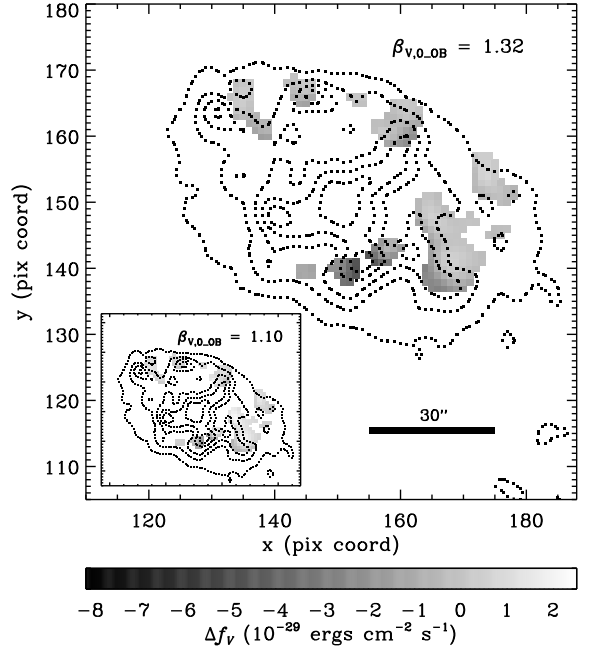 180
170
160
150
140
130
120
110
y (pix coord)
β_V,0_OB = 1.32
β_V,0_OB = 1.10
30″
120 140 160 180
x (pix coord)
−8 −7 −6 −5 −4 −3 −2 −1 0 1 2
Δf_V (10^−29 ergs cm^−2 s^−1)